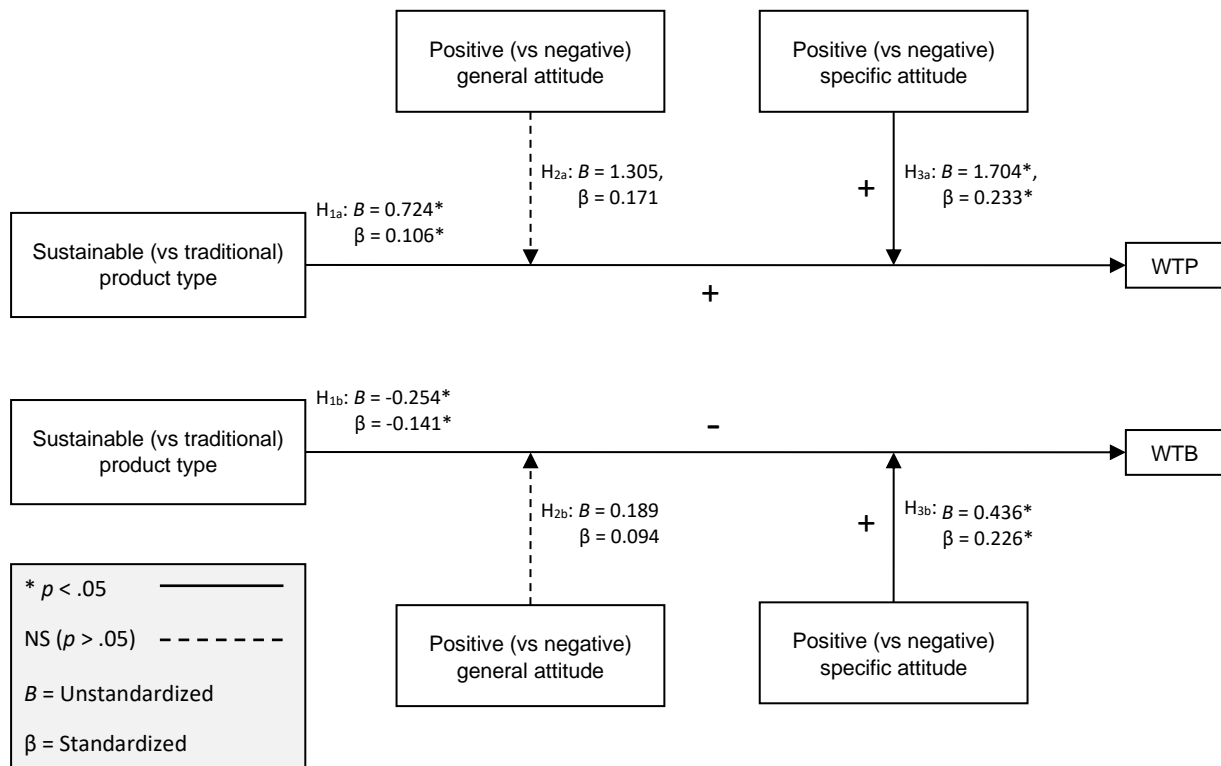 Positive (vs negative)
general attitude
Positive (vs negative)
specific attitude
H2a: B = 1.305,
β = 0.171
+
H3a: B = 1.704*,
β = 0.233*
H1a: B = 0.724*
β = 0.106*
Sustainable (vs traditional)
product type
+
WTP
H1b: B = -0.254*
β = -0.141*
Sustainable (vs traditional)
product type
-
WTB
H2b: B = 0.189
β = 0.094
+
H3b: B = 0.436*
β = 0.226*
Positive (vs negative)
general attitude
Positive (vs negative)
specific attitude
* p < .05
NS (p > .05)
B = Unstandardized
β = Standardized